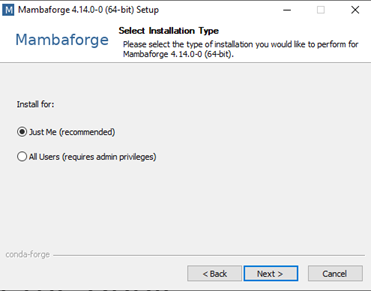 Mambaforge 4.14.0-0 (64-bit) Setup
Mambaforge
Select Installation Type
Please select the type of installation you would like to perform for
Mambaforge 4.14.0-0 (64-bit).
Install for:
Just Me (recommended)
All Users (requires admin privileges)
conda-forge
< Back
Next >
Cancel